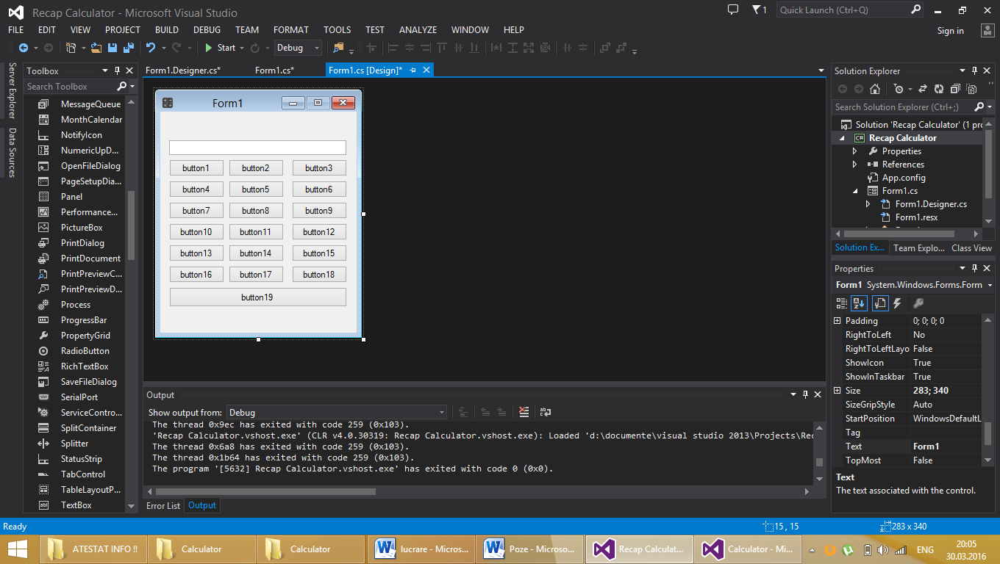 Recap Calculator - Microsoft Visual Studio
1
Quick Launch (Ctrl+Q)
FILE EDIT VIEW PROJECT BUILD DEBUG TEAM FORMAT TOOLS TEST ANALYZE WINDOW HELP
Sign in
Start Debug
Server Explorer
Data Sources
Toolbox
Search Toolbox
MessageQueue
MonthCalendar
NotifyIcon
NumericUpD...
OpenFileDialog
PageSetupDia...
Panel
Performance...
PictureBox
PrintDialog
PrintDocument
PrintPreviewC...
PrintPreviewD...
Process
ProgressBar
PropertyGrid
RadioButton
RichTextBox
SaveFileDialog
SerialPort
ServiceContro...
SplitContainer
Splitter
StatusStrip
TabControl
TableLayoutP...
TextBox
Form1.Designer.cs* Form1.cs* Form1.cs [Design]*
Form1
button1 button2 button3
button4 button5 button6
button7 button8 button9
button10 button11 button12
button13 button14 button15
button16 button17 button18
button19
Output
Show output from: Debug
The thread 0x9ec has exited with code 259 (0x103).
'Recap Calculator.vshost.exe' (CLR v4.0.30319: Recap Calculator.vshost.exe): Loaded 'd:\documente\visual studio 2013\Projects\Rec
The thread 0x6a8 has exited with code 259 (0x103).
The thread 0x1b64 has exited with code 259 (0x103).
The program '[5632] Recap Calculator.vshost.exe' has exited with code 0 (0x0).
Error List Output
Solution Explorer
Search Solution Explorer (Ctrl+;)
Solution 'Recap Calculator' (1 pro
C# Recap Calculator
Properties
References
App.config
Form1.cs
Form1.Designer.cs
Form1.resx
Solution Ex... Team Explo... Class View
Properties
Form1 System.Windows.Forms.Form
Padding 0; 0; 0; 0
RightToLeft No
RightToLeftLayo False
ShowIcon True
ShowInTaskbar True
Size 283; 340
SizeGripStyle Auto
StartPosition WindowsDefaultL
Tag
Text Form1
TopMost False
Text
The text associated with the control.
Ready 15 , 15 283 x 340
ATESTAT INFO !! Calculator Calculator lucrare - Micros... Poze - Microso... Recap Calculat... Calculator - Mi...
ENG
20:05
30.03.2016